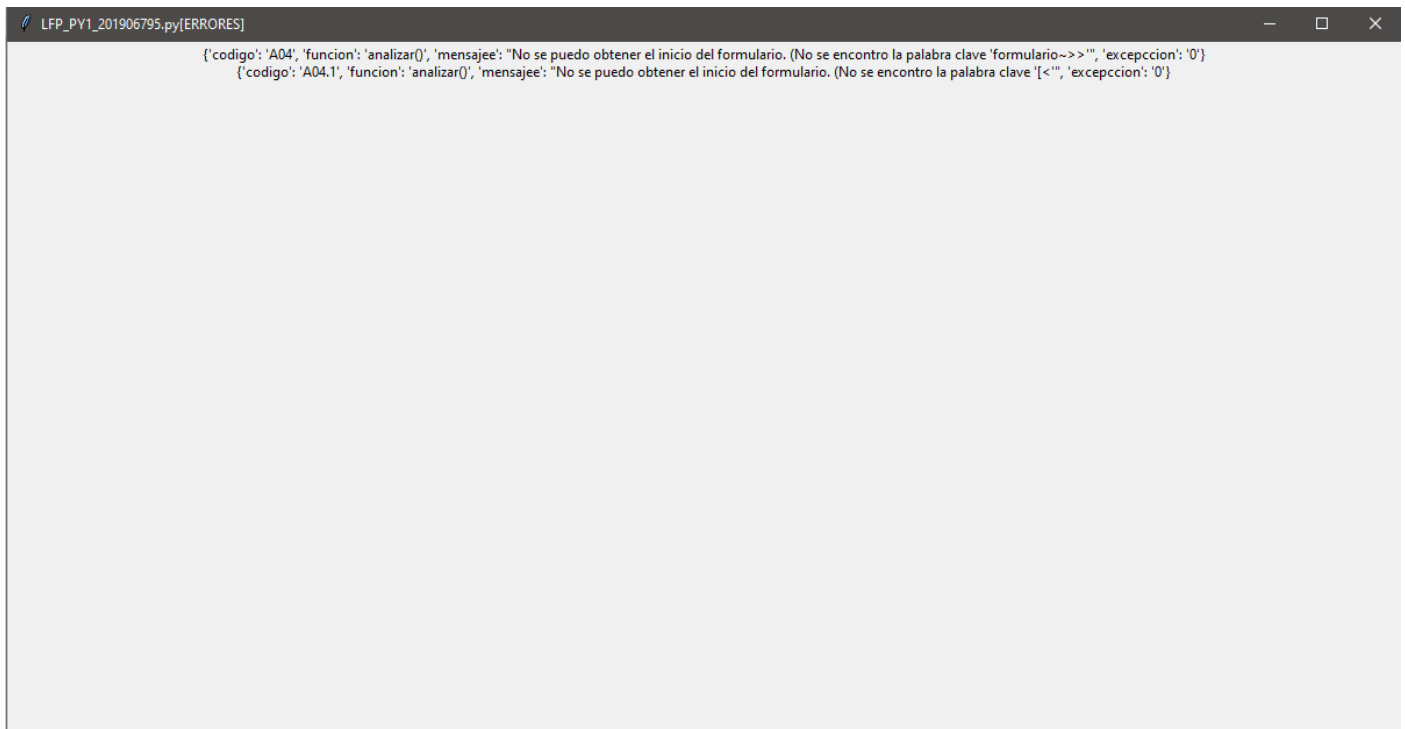 LFP_PY1_201906795.py[ERRORES]
{'codigo': 'A04', 'funcion': 'analizar()', 'mensajee': "No se puedo obtener el inicio del formulario. (No se encontro la palabra clave 'formulario~>>'", 'excepccion': '0'}
{'codigo': 'A04.1', 'funcion': 'analizar()', 'mensajee': "No se puedo obtener el inicio del formulario. (No se encontro la palabra clave '[<'", 'excepccion': '0'}